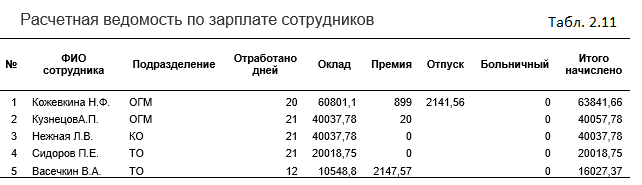 Расчетная ведомость по зарплате сотрудников Табл. 2.11
№ ФИО сотрудника Подразделение Отработано дней Оклад Премия Отпуск Больничный Итого начислено
1 Кожевкина Н.Ф. ОГМ 20 60801,1 899 2141,56 0 63841,66
2 КузнецовА.П. ОГМ 21 40037,78 20 0 40057,78
3 Нежная Л.В. КО 21 40037,78 0 0 40037,78
4 Сидоров П.Е. ТО 21 20018,75 0 0 20018,75
5 Васечкин В.А. ТО 12 10548,8 2147,57 0 16027,37